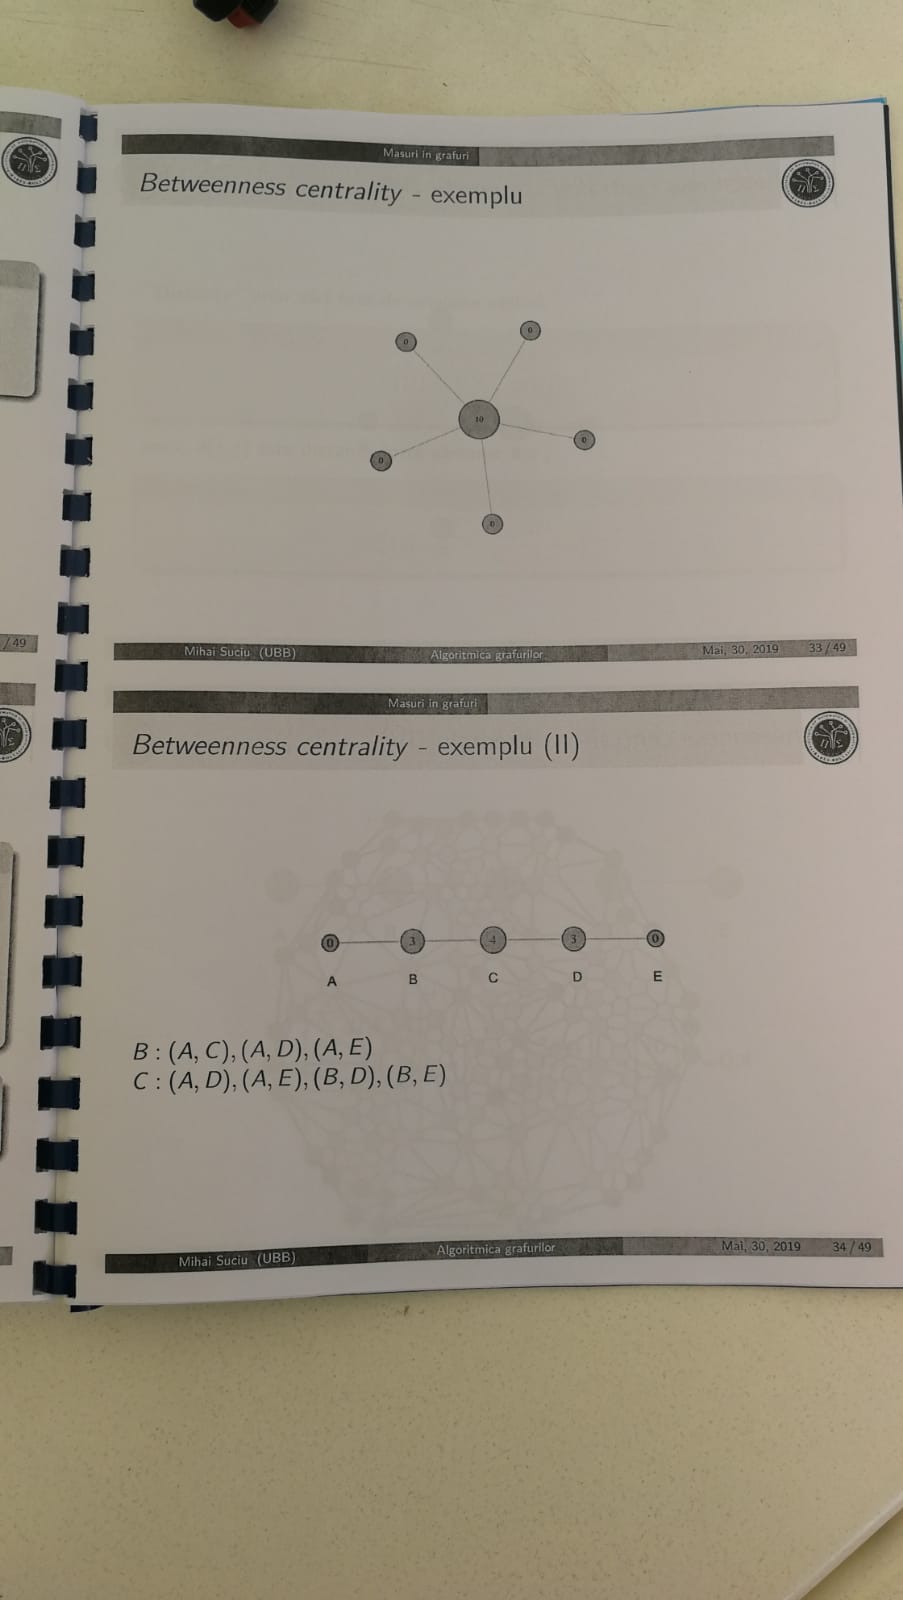 Masuri in grafuri
Betweenness centrality - exemplu
0
0
10
0
0
0
/ 49
Mihai Suciu (UBB) Algoritmica grafurilor Mai, 30, 2019 33 / 49
Masuri in grafuri
Betweenness centrality - exemplu (II)
0 3 4 3 0
A B C D E
B : (A, C), (A, D), (A, E)
C : (A, D), (A, E), (B, D), (B, E)
Mihai Suciu (UBB) Algoritmica grafurilor Mai, 30, 2019 34 / 49